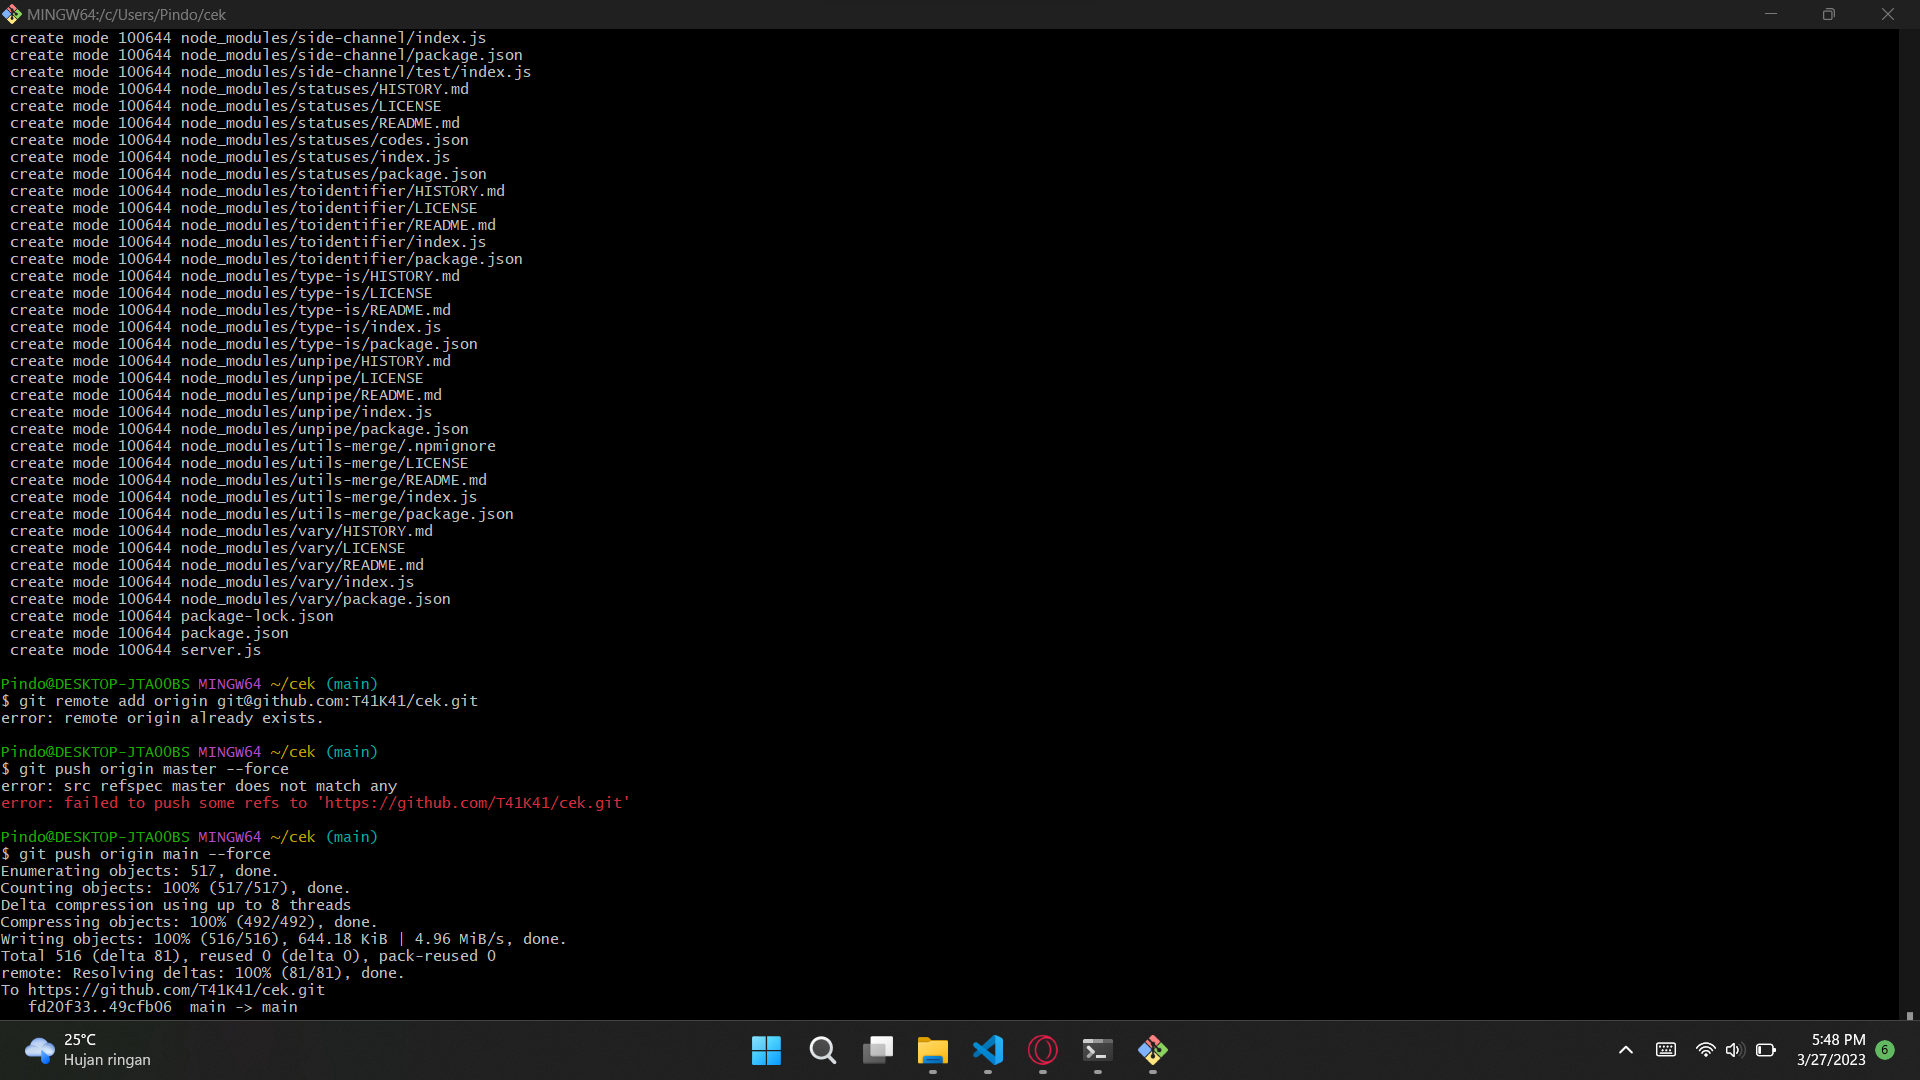 MINGW64:/c/Users/Pindo/cek
create mode 100644 node_modules/side-channel/index.js
create mode 100644 node_modules/side-channel/package.json
create mode 100644 node_modules/side-channel/test/index.js
create mode 100644 node_modules/statuses/HISTORY.md
create mode 100644 node_modules/statuses/LICENSE
create mode 100644 node_modules/statuses/README.md
create mode 100644 node_modules/statuses/codes.json
create mode 100644 node_modules/statuses/index.js
create mode 100644 node_modules/statuses/package.json
create mode 100644 node_modules/toidentifier/HISTORY.md
create mode 100644 node_modules/toidentifier/LICENSE
create mode 100644 node_modules/toidentifier/README.md
create mode 100644 node_modules/toidentifier/index.js
create mode 100644 node_modules/toidentifier/package.json
create mode 100644 node_modules/type-is/HISTORY.md
create mode 100644 node_modules/type-is/LICENSE
create mode 100644 node_modules/type-is/README.md
create mode 100644 node_modules/type-is/index.js
create mode 100644 node_modules/type-is/package.json
create mode 100644 node_modules/unpipe/HISTORY.md
create mode 100644 node_modules/unpipe/LICENSE
create mode 100644 node_modules/unpipe/README.md
create mode 100644 node_modules/unpipe/index.js
create mode 100644 node_modules/unpipe/package.json
create mode 100644 node_modules/utils-merge/.npmignore
create mode 100644 node_modules/utils-merge/LICENSE
create mode 100644 node_modules/utils-merge/README.md
create mode 100644 node_modules/utils-merge/index.js
create mode 100644 node_modules/utils-merge/package.json
create mode 100644 node_modules/vary/HISTORY.md
create mode 100644 node_modules/vary/LICENSE
create mode 100644 node_modules/vary/README.md
create mode 100644 node_modules/vary/index.js
create mode 100644 node_modules/vary/package.json
create mode 100644 package-lock.json
create mode 100644 package.json
create mode 100644 server.js
Pindo@DESKTOP-JTAOOBS MINGW64 ~/cek (main)
$ git remote add origin git@github.com:T41K41/cek.git
error: remote origin already exists.
Pindo@DESKTOP-JTAOOBS MINGW64 ~/cek (main)
$ git push origin master --force
error: src refspec master does not match any
error: failed to push some refs to 'https://github.com/T41K41/cek.git'
Pindo@DESKTOP-JTAOOBS MINGW64 ~/cek (main)
$ git push origin main --force
Enumerating objects: 517, done.
Counting objects: 100% (517/517), done.
Delta compression using up to 8 threads
Compressing objects: 100% (492/492), done.
Writing objects: 100% (516/516), 644.18 KiB | 4.96 MiB/s, done.
Total 516 (delta 81), reused 0 (delta 0), pack-reused 0
remote: Resolving deltas: 100% (81/81), done.
To https://github.com/T41K41/cek.git
fd20f33..49cfb06  main -> main
25°C
Hujan ringan
5:48 PM
3/27/2023
6